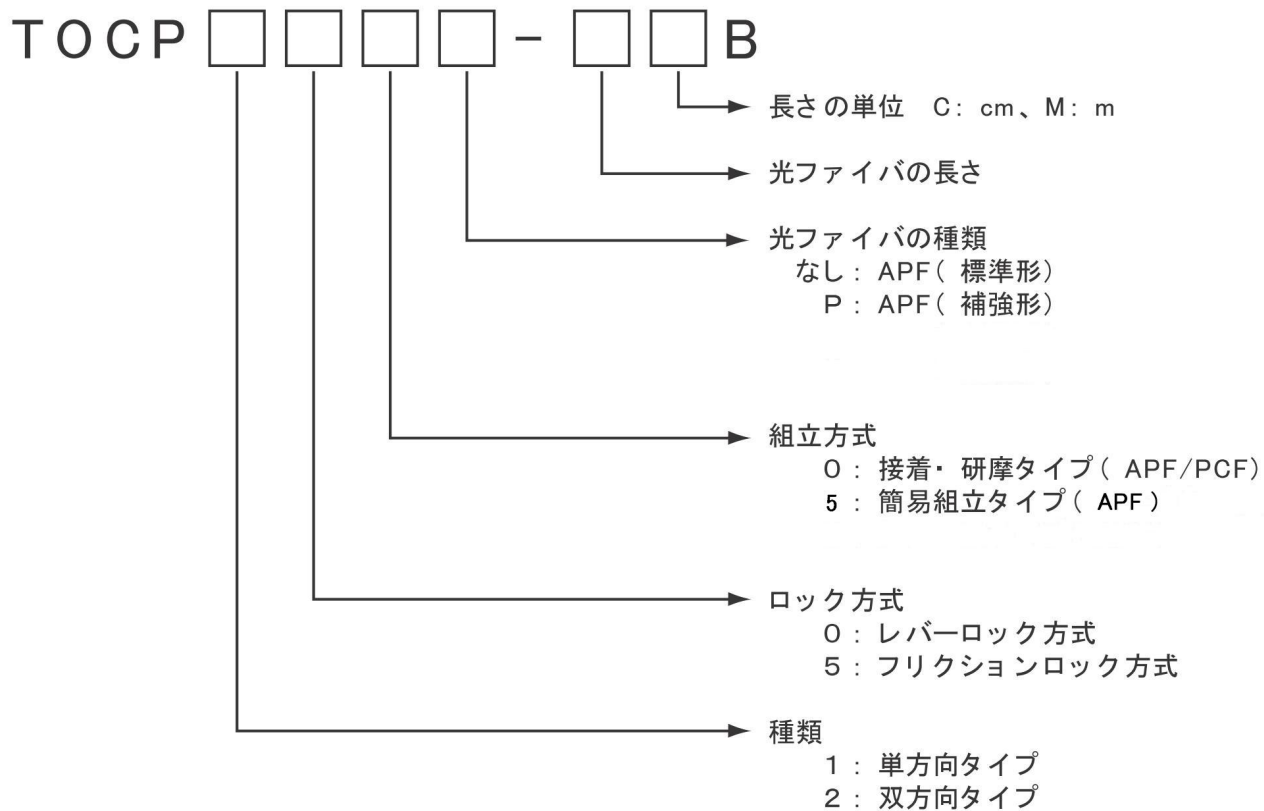 TOCP□□□□-□□B
長さの単位 C: cm、M: m
光ファイバの長さ
光ファイバの種類
なし: APF(標準形)
P: APF(補強形)
組立方式
0: 接着・研摩タイプ(APF/PCF)
5: 簡易組立タイプ(APF)
ロック方式
0: レバーロック方式
5: フリクションロック方式
種類
1: 単方向タイプ
2: 双方向タイプ